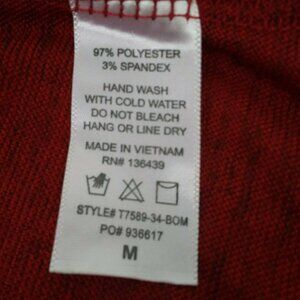 97% POLYESTER
3% SPANDEX
HAND WASH
WITH COLD WATER
DO NOT BLEACH
HANG OR LINE DRY
MADE IN VIETNAM
RN# 136439
STYLE# T7589-34-BOM
PO# 936617
M